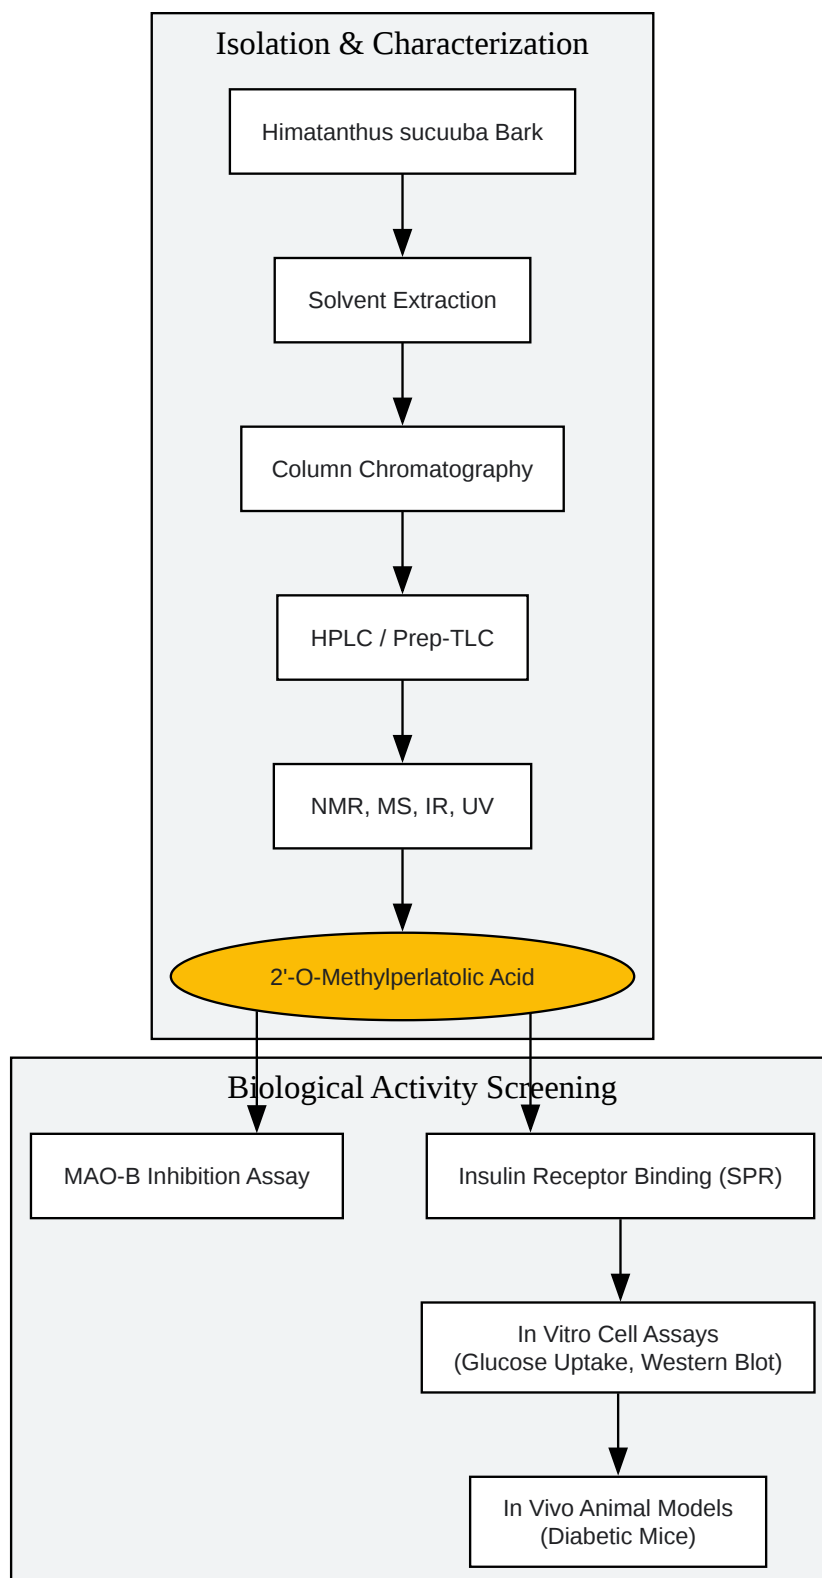 Isolation & Characterization
Himatanthus sucuuba Bark
Solvent Extraction
Column Chromatography
HPLC / Prep-TLC
NMR, MS, IR, UV
2'-O-Methylperlatolic Acid
Biological Activity Screening
MAO-B Inhibition Assay
Insulin Receptor Binding (SPR)
In Vitro Cell Assays
(Glucose Uptake, Western Blot)
In Vivo Animal Models
(Diabetic Mice)